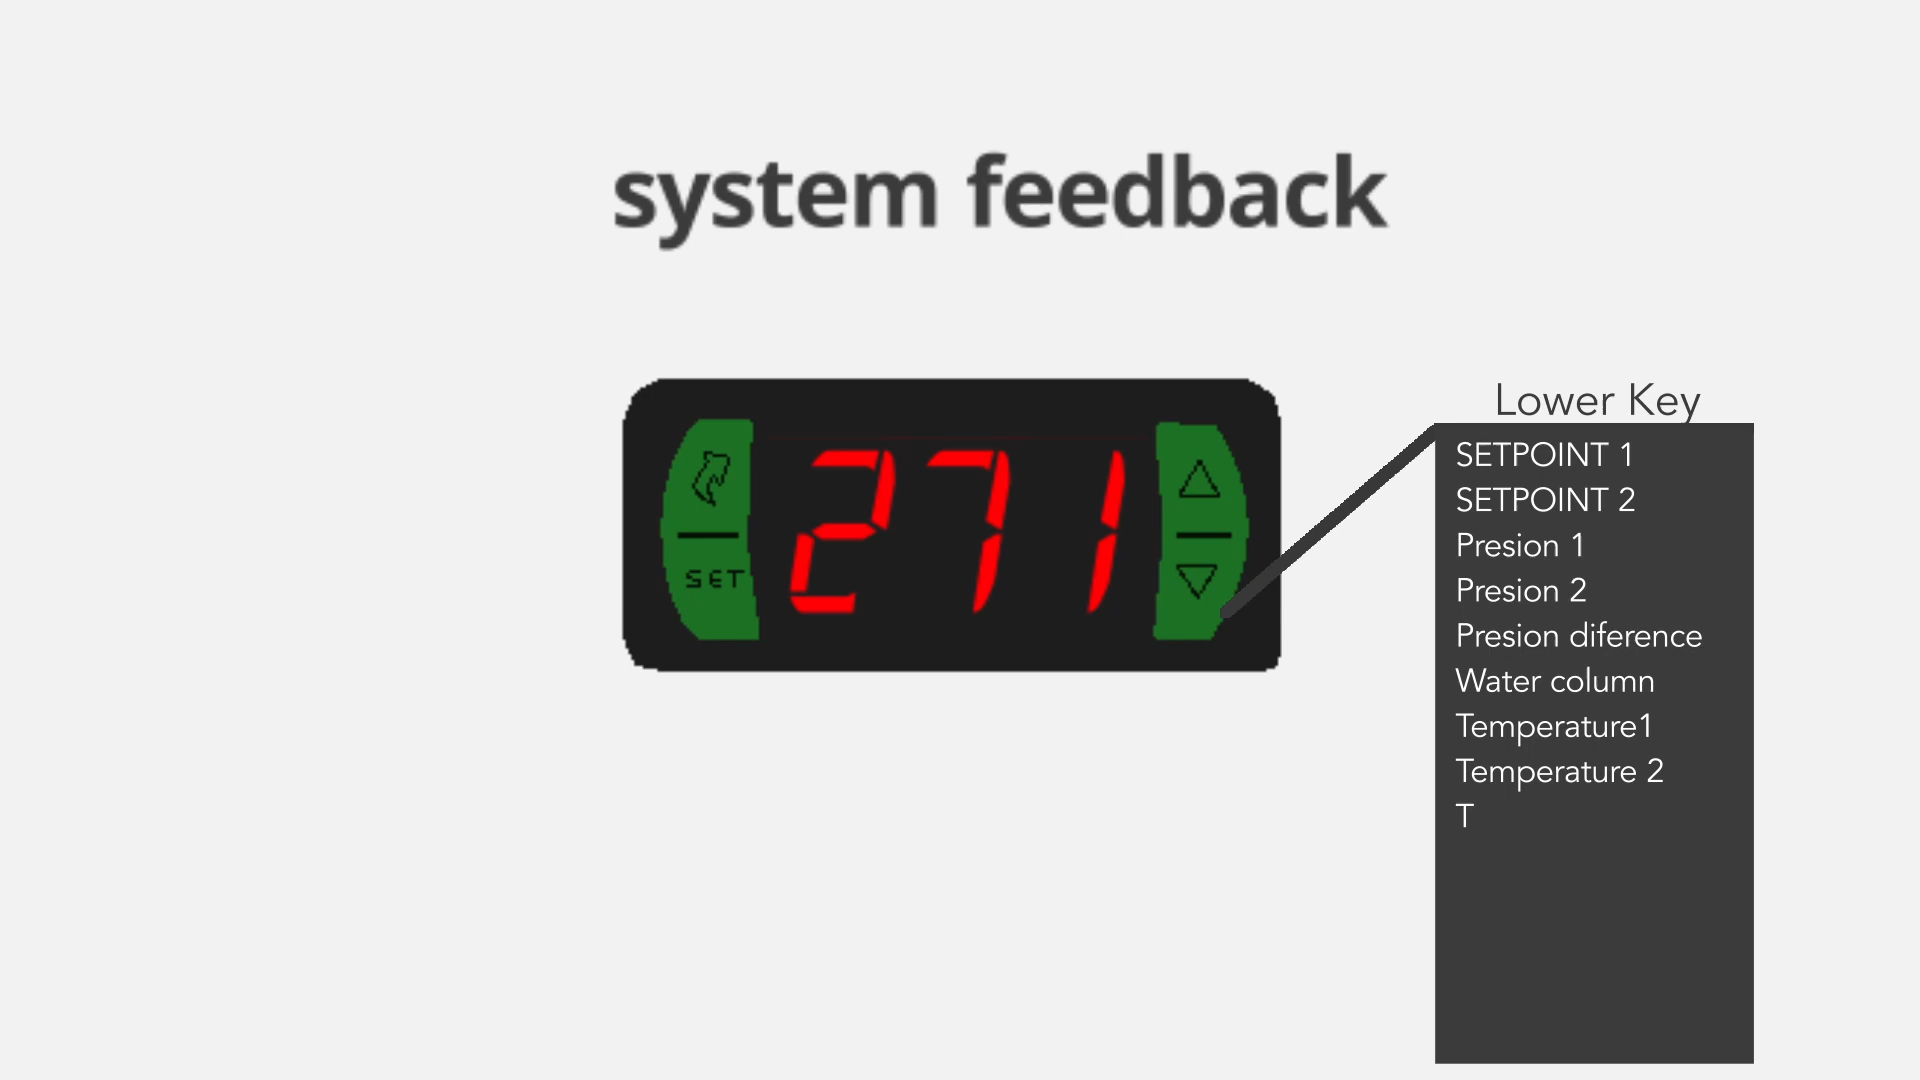 system feedback
SET
271
Lower Key
SETPOINT 1
SETPOINT 2
Presion 1
Presion 2
Presion diference
Water column
Temperature1
Temperature 2
T